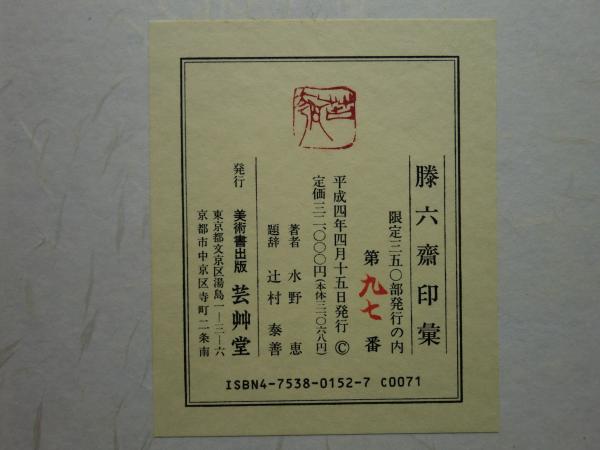 滕六齋印彙
限定三五〇部発行の内
第九七番
平成四年四月十五日発行 ©
定価三二、〇〇〇円(本体三一、〇六八円)
著者 水野恵
題辞 辻村泰善
発行 美術書出版 芸艸堂
東京都文京区湯島一―三―六
京都市中京区寺町二条南
ISBN4-7538-0152-7 C0071